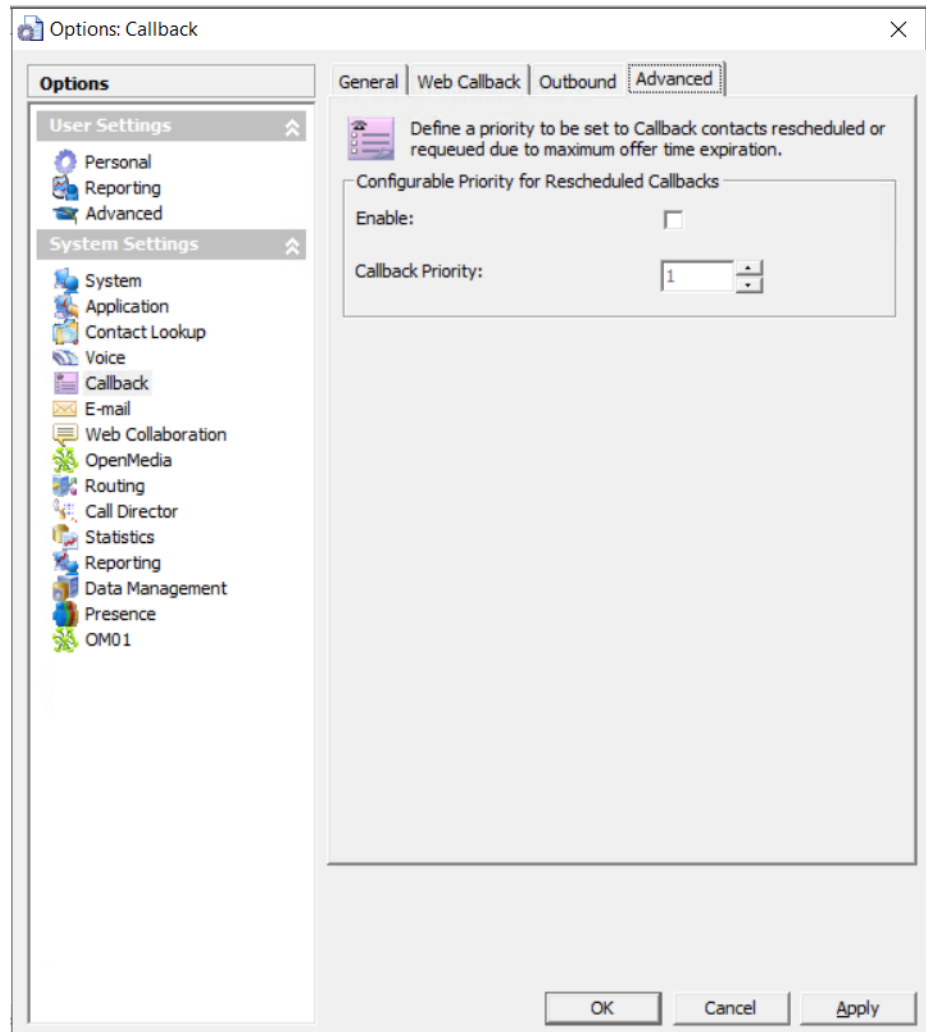 Options: Callback
Options
User Settings
Personal
Reporting
Advanced
System Settings
System
Application
Contact Lookup
Voice
Callback
E-mail
Web Collaboration
OpenMedia
Routing
Call Director
Statistics
Reporting
Data Management
Presence
OM01
General
Web Callback
Outbound
Advanced
Define a priority to be set to Callback contacts rescheduled or
requeued due to maximum offer time expiration.
Configurable Priority for Rescheduled Callbacks
Enable:
Callback Priority:
1
OK
Cancel
Apply